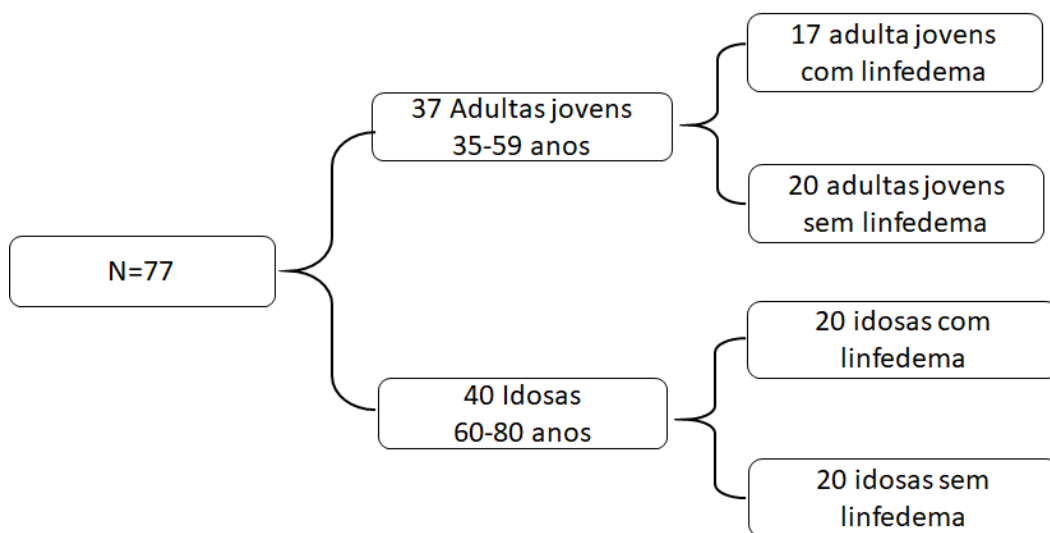 N=77
37 Adultas jovens
35-59 anos
17 adulta jovens
com linfedema
20 adultas jovens
sem linfedema
40 Idosas
60-80 anos
20 idosas com
linfedema
20 idosas sem
linfedema